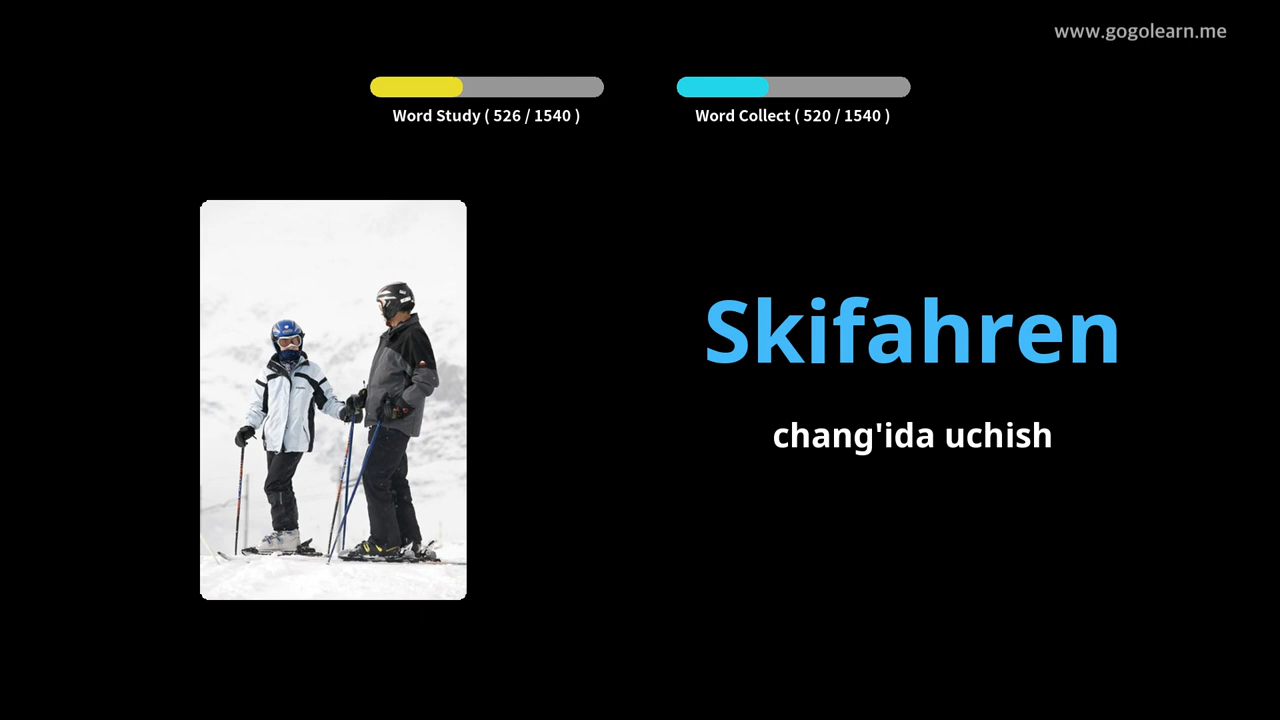 www.gogolearn.me
Word Study ( 526 / 1540 )
Word Collect ( 520 / 1540 )
Skifahren
chang'ida uchish